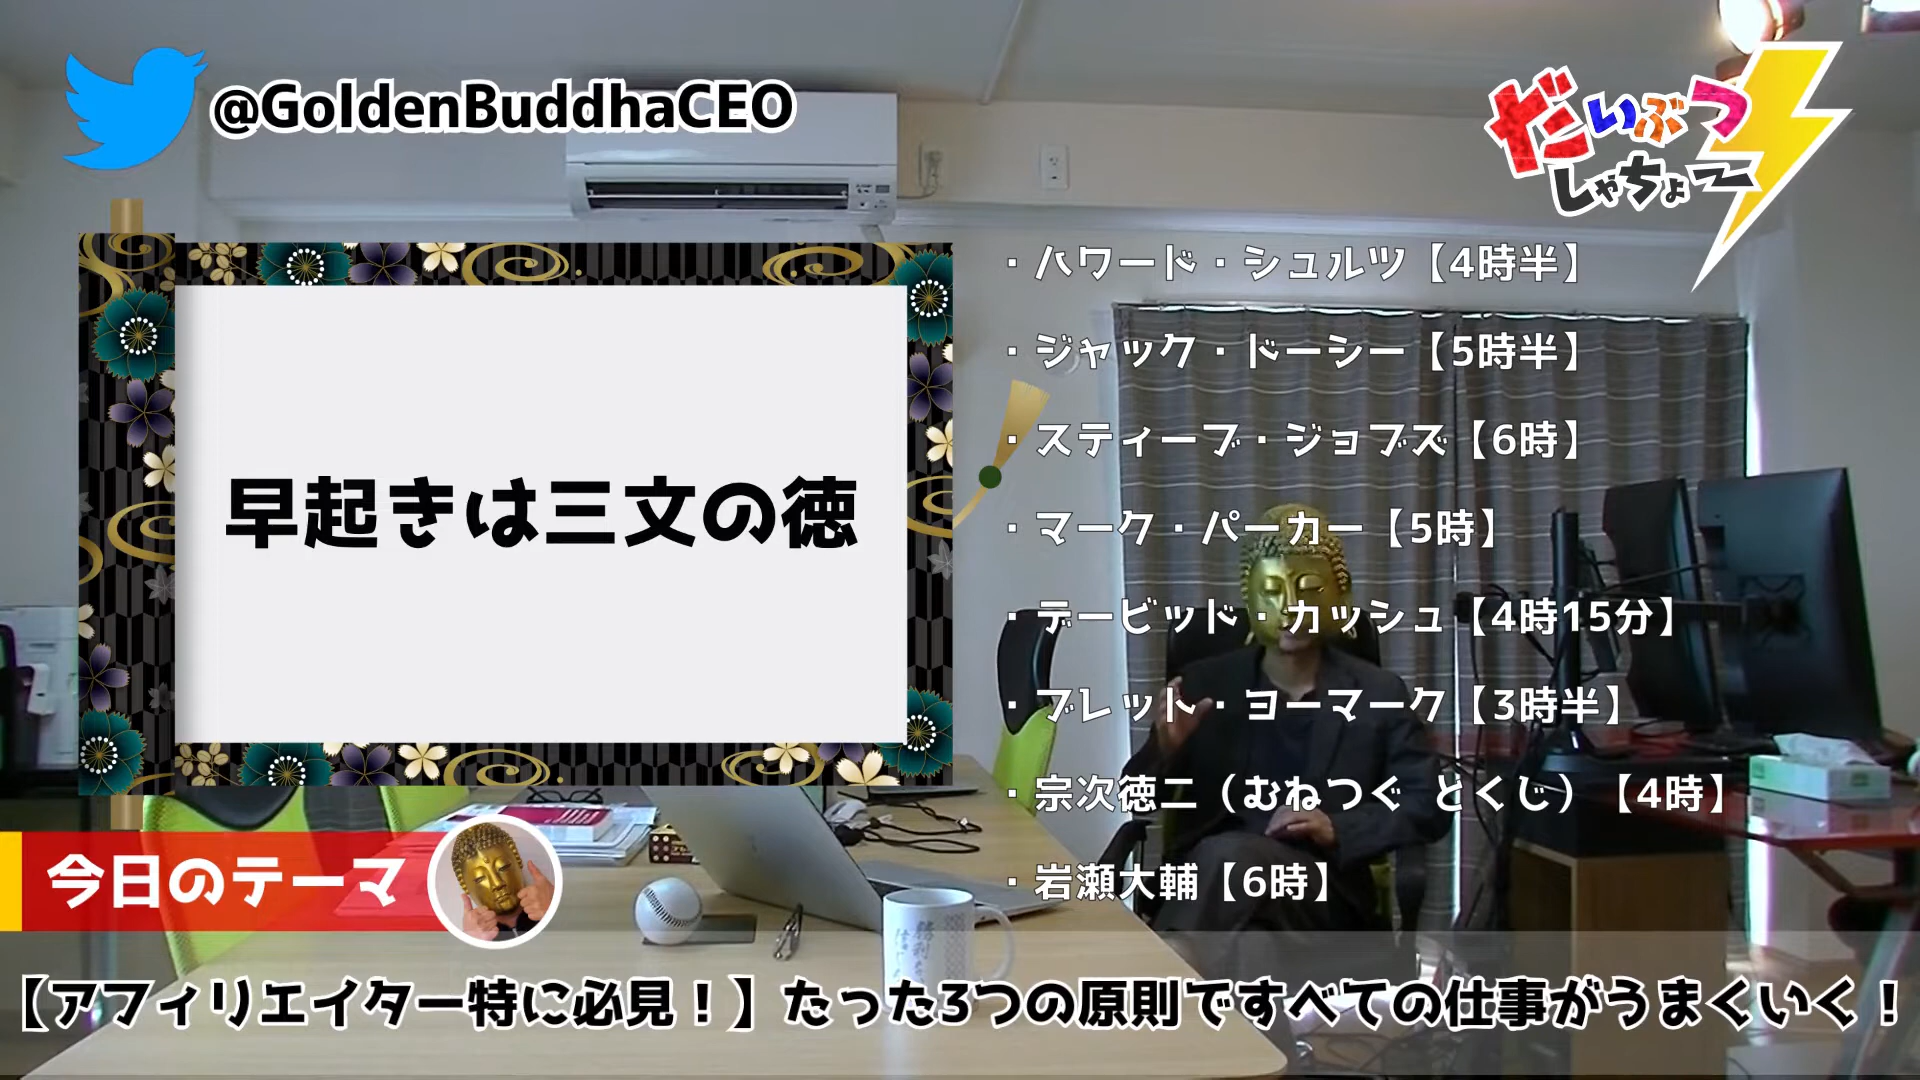 @GoldenBuddhaCEO
だいぶつ
しゃちょー
早起きは三文の徳
・ハワード・シュルツ【4時半】
・ジャック・ドーシー【5時半】
・スティーブ・ジョブズ【6時】
・マーク・パーカー【5時】
・デービッド・カッシュ【4時15分】
・ブレット・ヨーマーク【3時半】
・宗次徳二（むねつぐ とくじ）【4時】
・岩瀬大輔【6時】
今日のテーマ
【アフィリエイター特に必見！】たった3つの原則ですべての仕事がうまくいく！